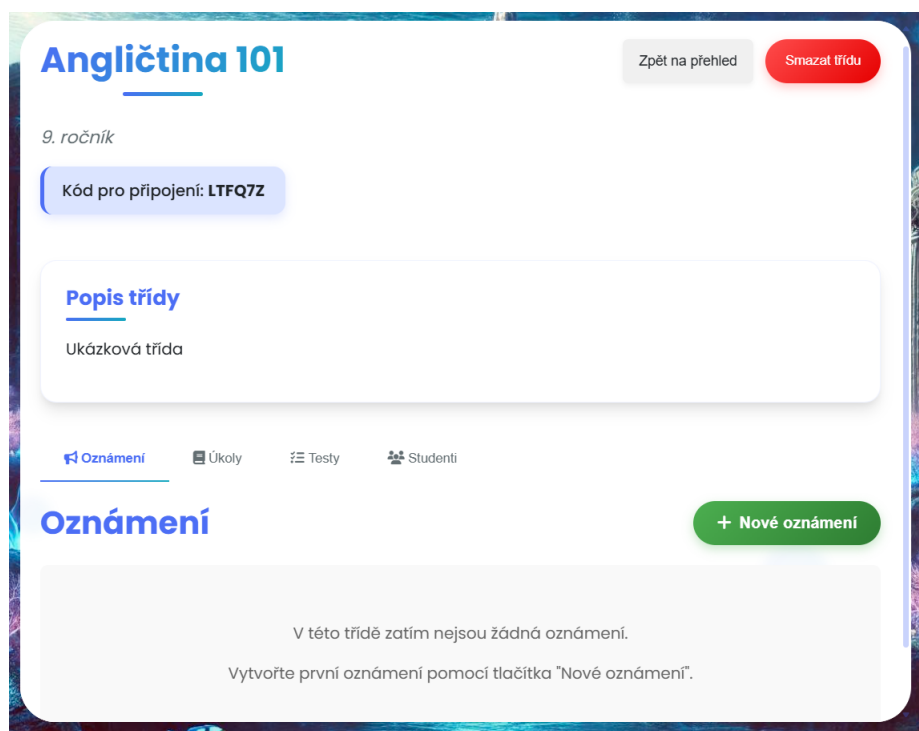 Angličtina 101
Zpět na přehled
Smazat třídu
9. ročník
Kód pro připojení: LTFQ7Z
Popis třídy
Ukázková třída
Oznámení
Úkoly
Testy
Studenti
Oznámení
+ Nové oznámení
V této třídě zatím nejsou žádná oznámení.
Vytvořte první oznámení pomocí tlačítka "Nové oznámení".